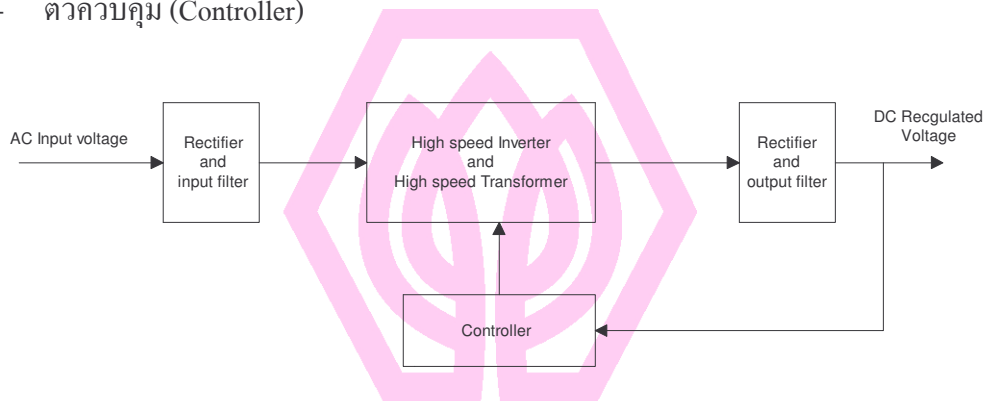 - ตัวควบคุม (Controller)
AC Input voltage
Rectifier
and
input filter
High speed Inverter
and
High speed Transformer
Rectifier
and
output filter
DC Recgulated
Voltage
Controller